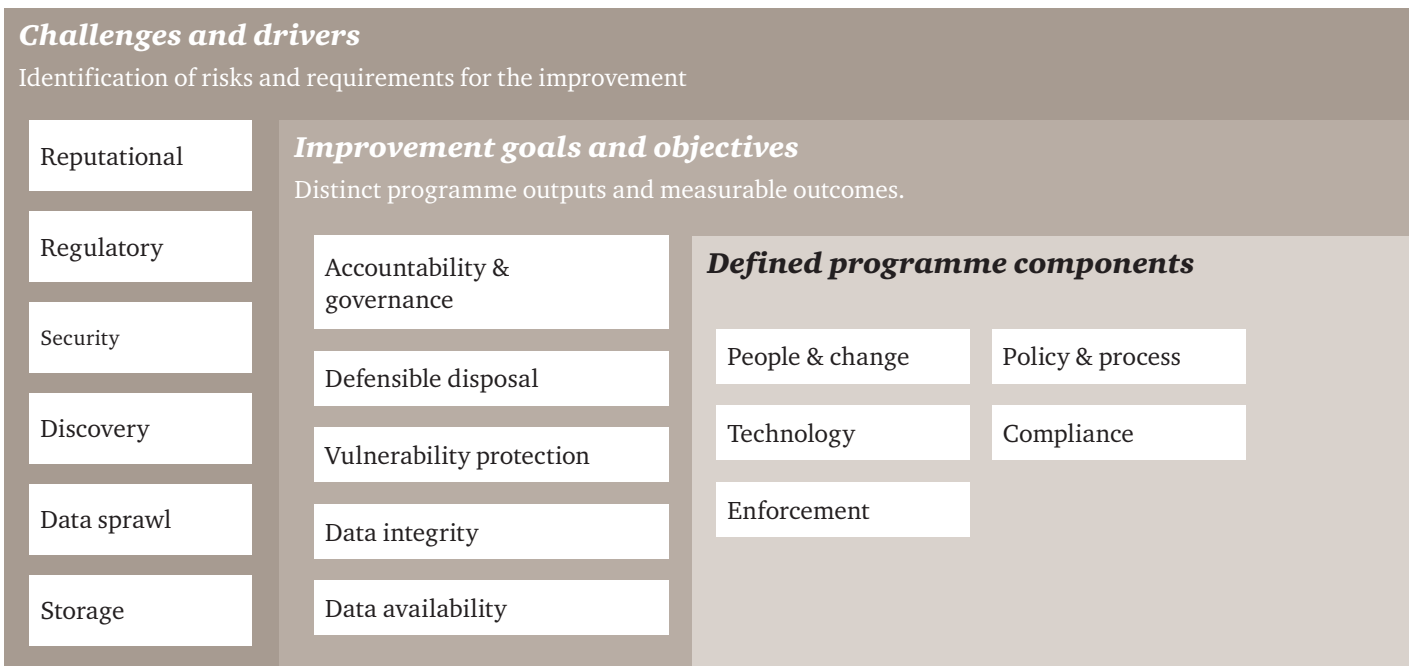 Challenges and drivers
Identification of risks and requirements for the improvement
Reputational
Regulatory
Security
Discovery
Data sprawl
Storage
Improvement goals and objectives
Distinct programme outputs and measurable outcomes.
Accountability &
governance
Defensible disposal
Vulnerability protection
Data integrity
Data availability
Defined programme components
People & change
Policy & process
Technology
Compliance
Enforcement